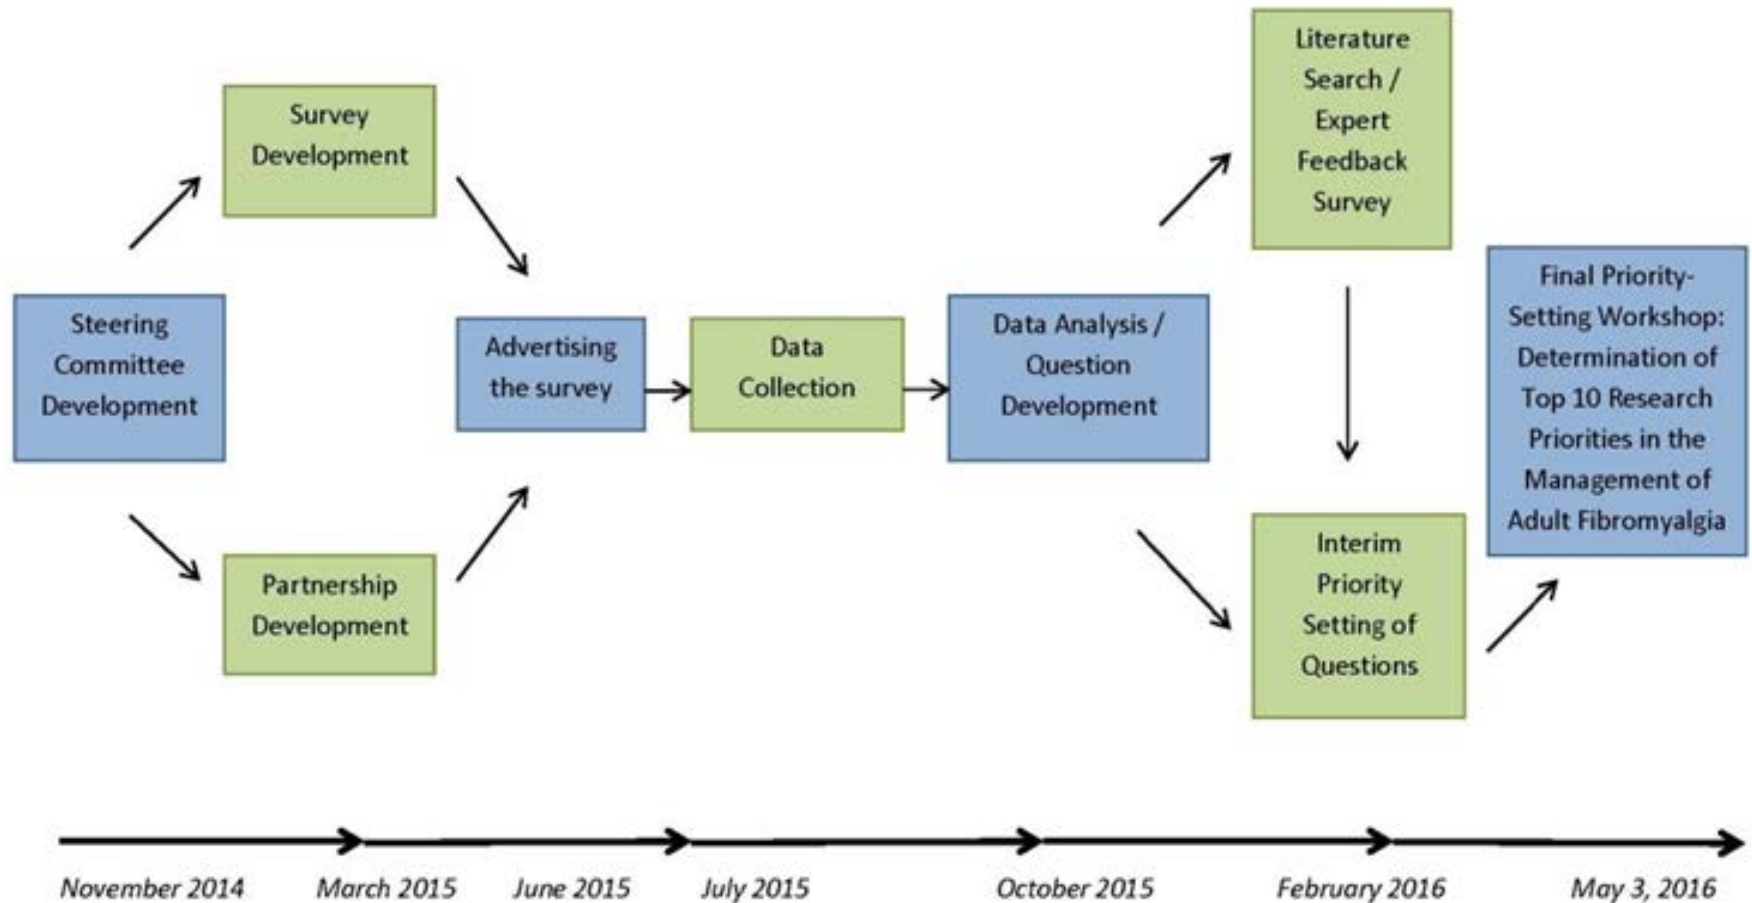 Survey
Development
Steering
Committee
Development
Partnership
Development
Advertising
the survey
Data
Collection
Data Analysis /
Question
Development
Literature
Search /
Expert
Feedback
Survey
Interim
Priority
Setting of
Questions
Final Priority-
Setting Workshop:
Determination of
Top 10 Research
Priorities in the
Management of
Adult Fibromyalgia
November 2014
March 2015
June 2015
July 2015
October 2015
February 2016
May 3, 2016